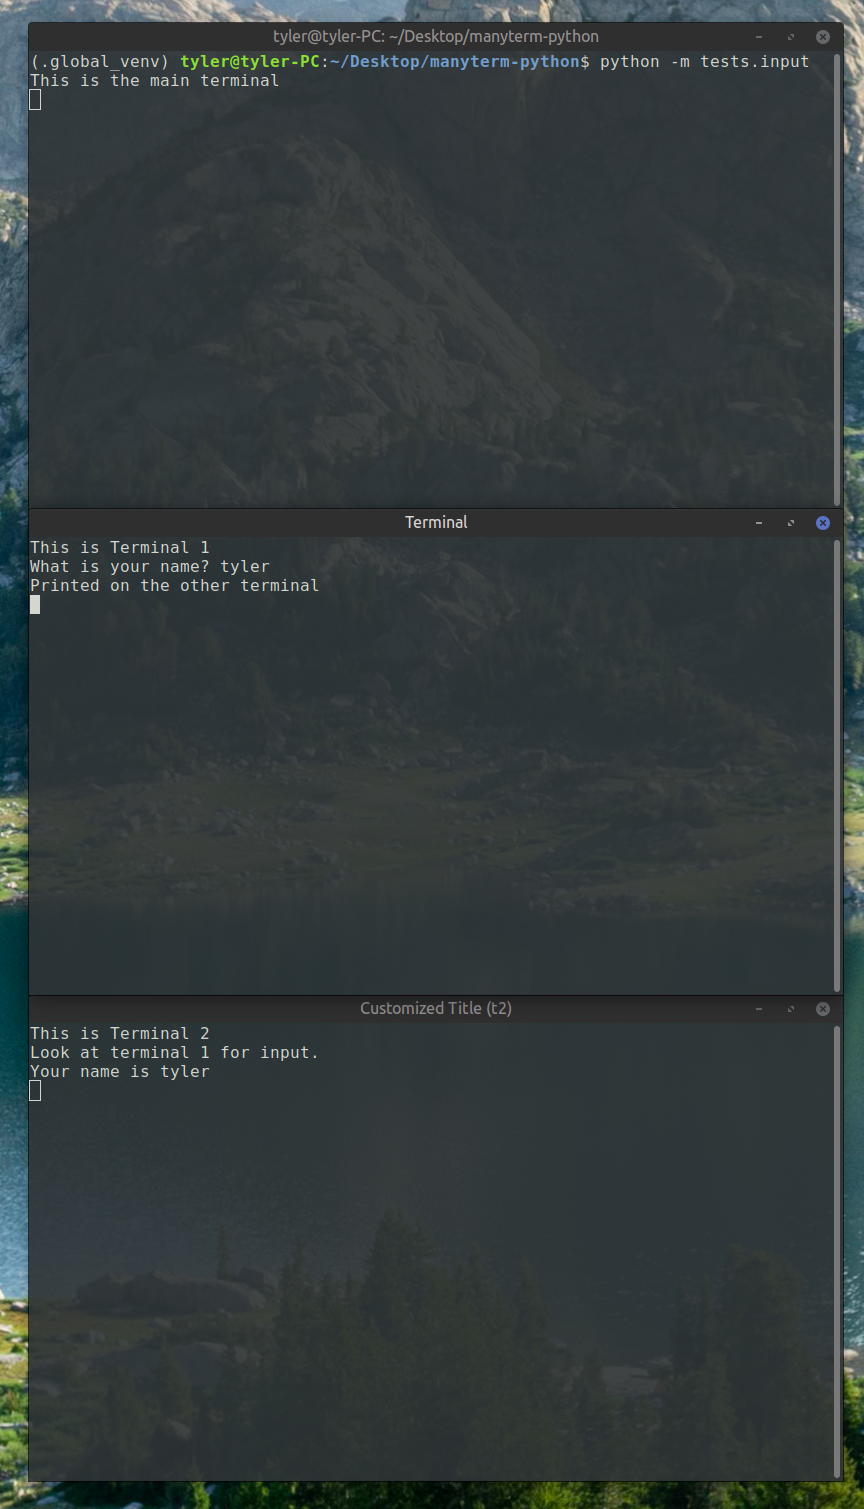 tyler@tyler-PC: ~/Desktop/manyterm-python
(.global_venv) tyler@tyler-PC:~/Desktop/manyterm-python$ python -m tests.input
This is the main terminal
Terminal
This is Terminal 1
What is your name? tyler
Printed on the other terminal
Customized Title (t2)
This is Terminal 2
Look at terminal 1 for input.
Your name is tyler